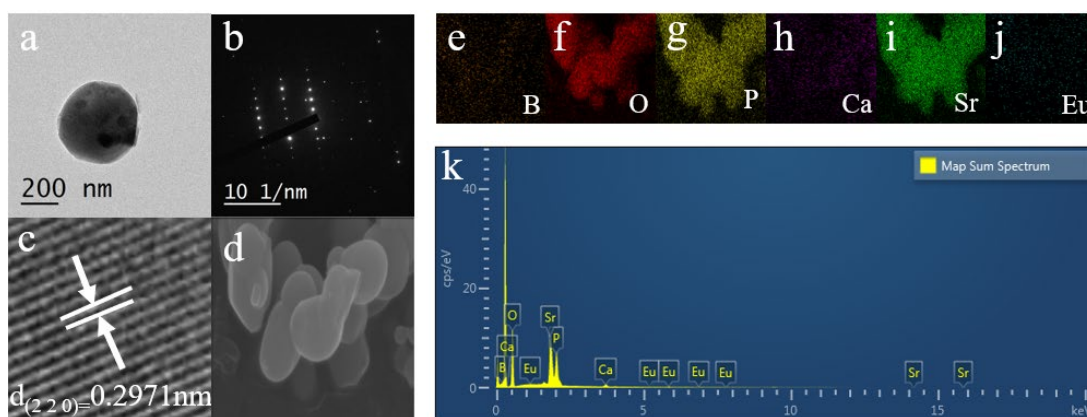 a
200 nm
b
10 1/nm
c
d(2 2 0)=0.2971nm
d
e
B
f
O
g
P
h
Ca
i
Sr
j
Eu
k
Map Sum Spectrum
cps/eV
40
20
0
B
Ca
O
Eu
Sr
P
Ca
Eu
Eu
Eu
Eu
Sr
Sr
0
5
10
15
ke